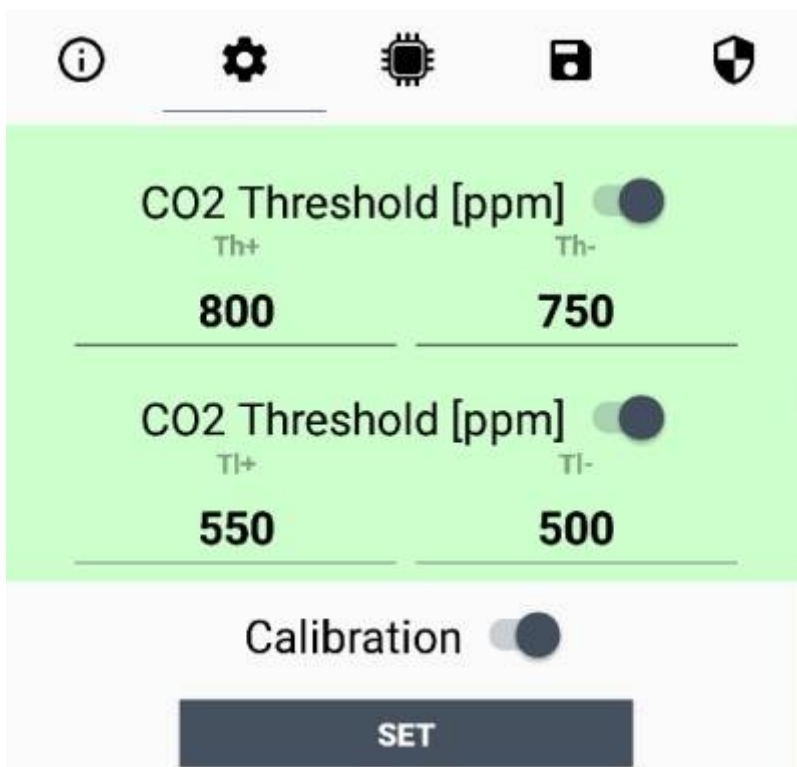 CO2 Threshold [ppm]
Th+ Th-
800 750
CO2 Threshold [ppm]
Tl+ Tl-
550 500
Calibration
SET